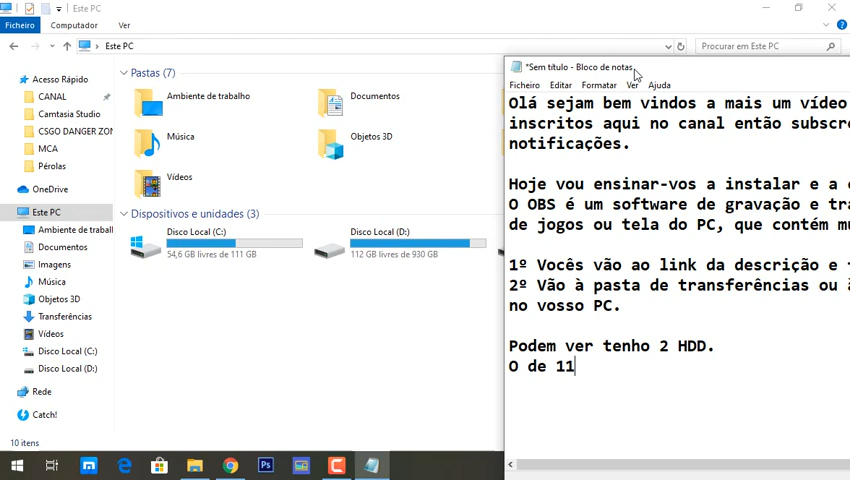 Este PC
Ficheiro
Computador
Ver
Este PC
Procurar em Este PC
Acesso Rápido
CANAL
Camtasia Studio
CSGO DANGER ZON
MCA
Pérolas
OneDrive
Este PC
Ambiente de trabal
Documentos
Imagens
Música
Objetos 3D
Transferências
Vídeos
Disco Local (C:)
Disco Local (D:)
Rede
Catch!
10 itens
Pastas (7)
Ambiente de trabalho
Documentos
Música
Objetos 3D
Vídeos
Dispositivos e unidades (3)
Disco Local (C:)
54,6 GB livres de 111 GB
Disco Local (D:)
112 GB livres de 930 GB
*Sem título - Bloco de notas
Ficheiro Editar Formatar Ver Ajuda
Olá sejam bem vindos a mais um vídeo
inscritos aqui no canal então subscre
notificações.
Hoje vou ensinar-vos a instalar e a
O OBS é um software de gravação e tra
de jogos ou tela do PC, que contém mu
1º Vocês vão ao link da descrição e
2º Vão à pasta de transferências ou
no vosso PC.
Podem ver tenho 2 HDD.
O de 11
Ps